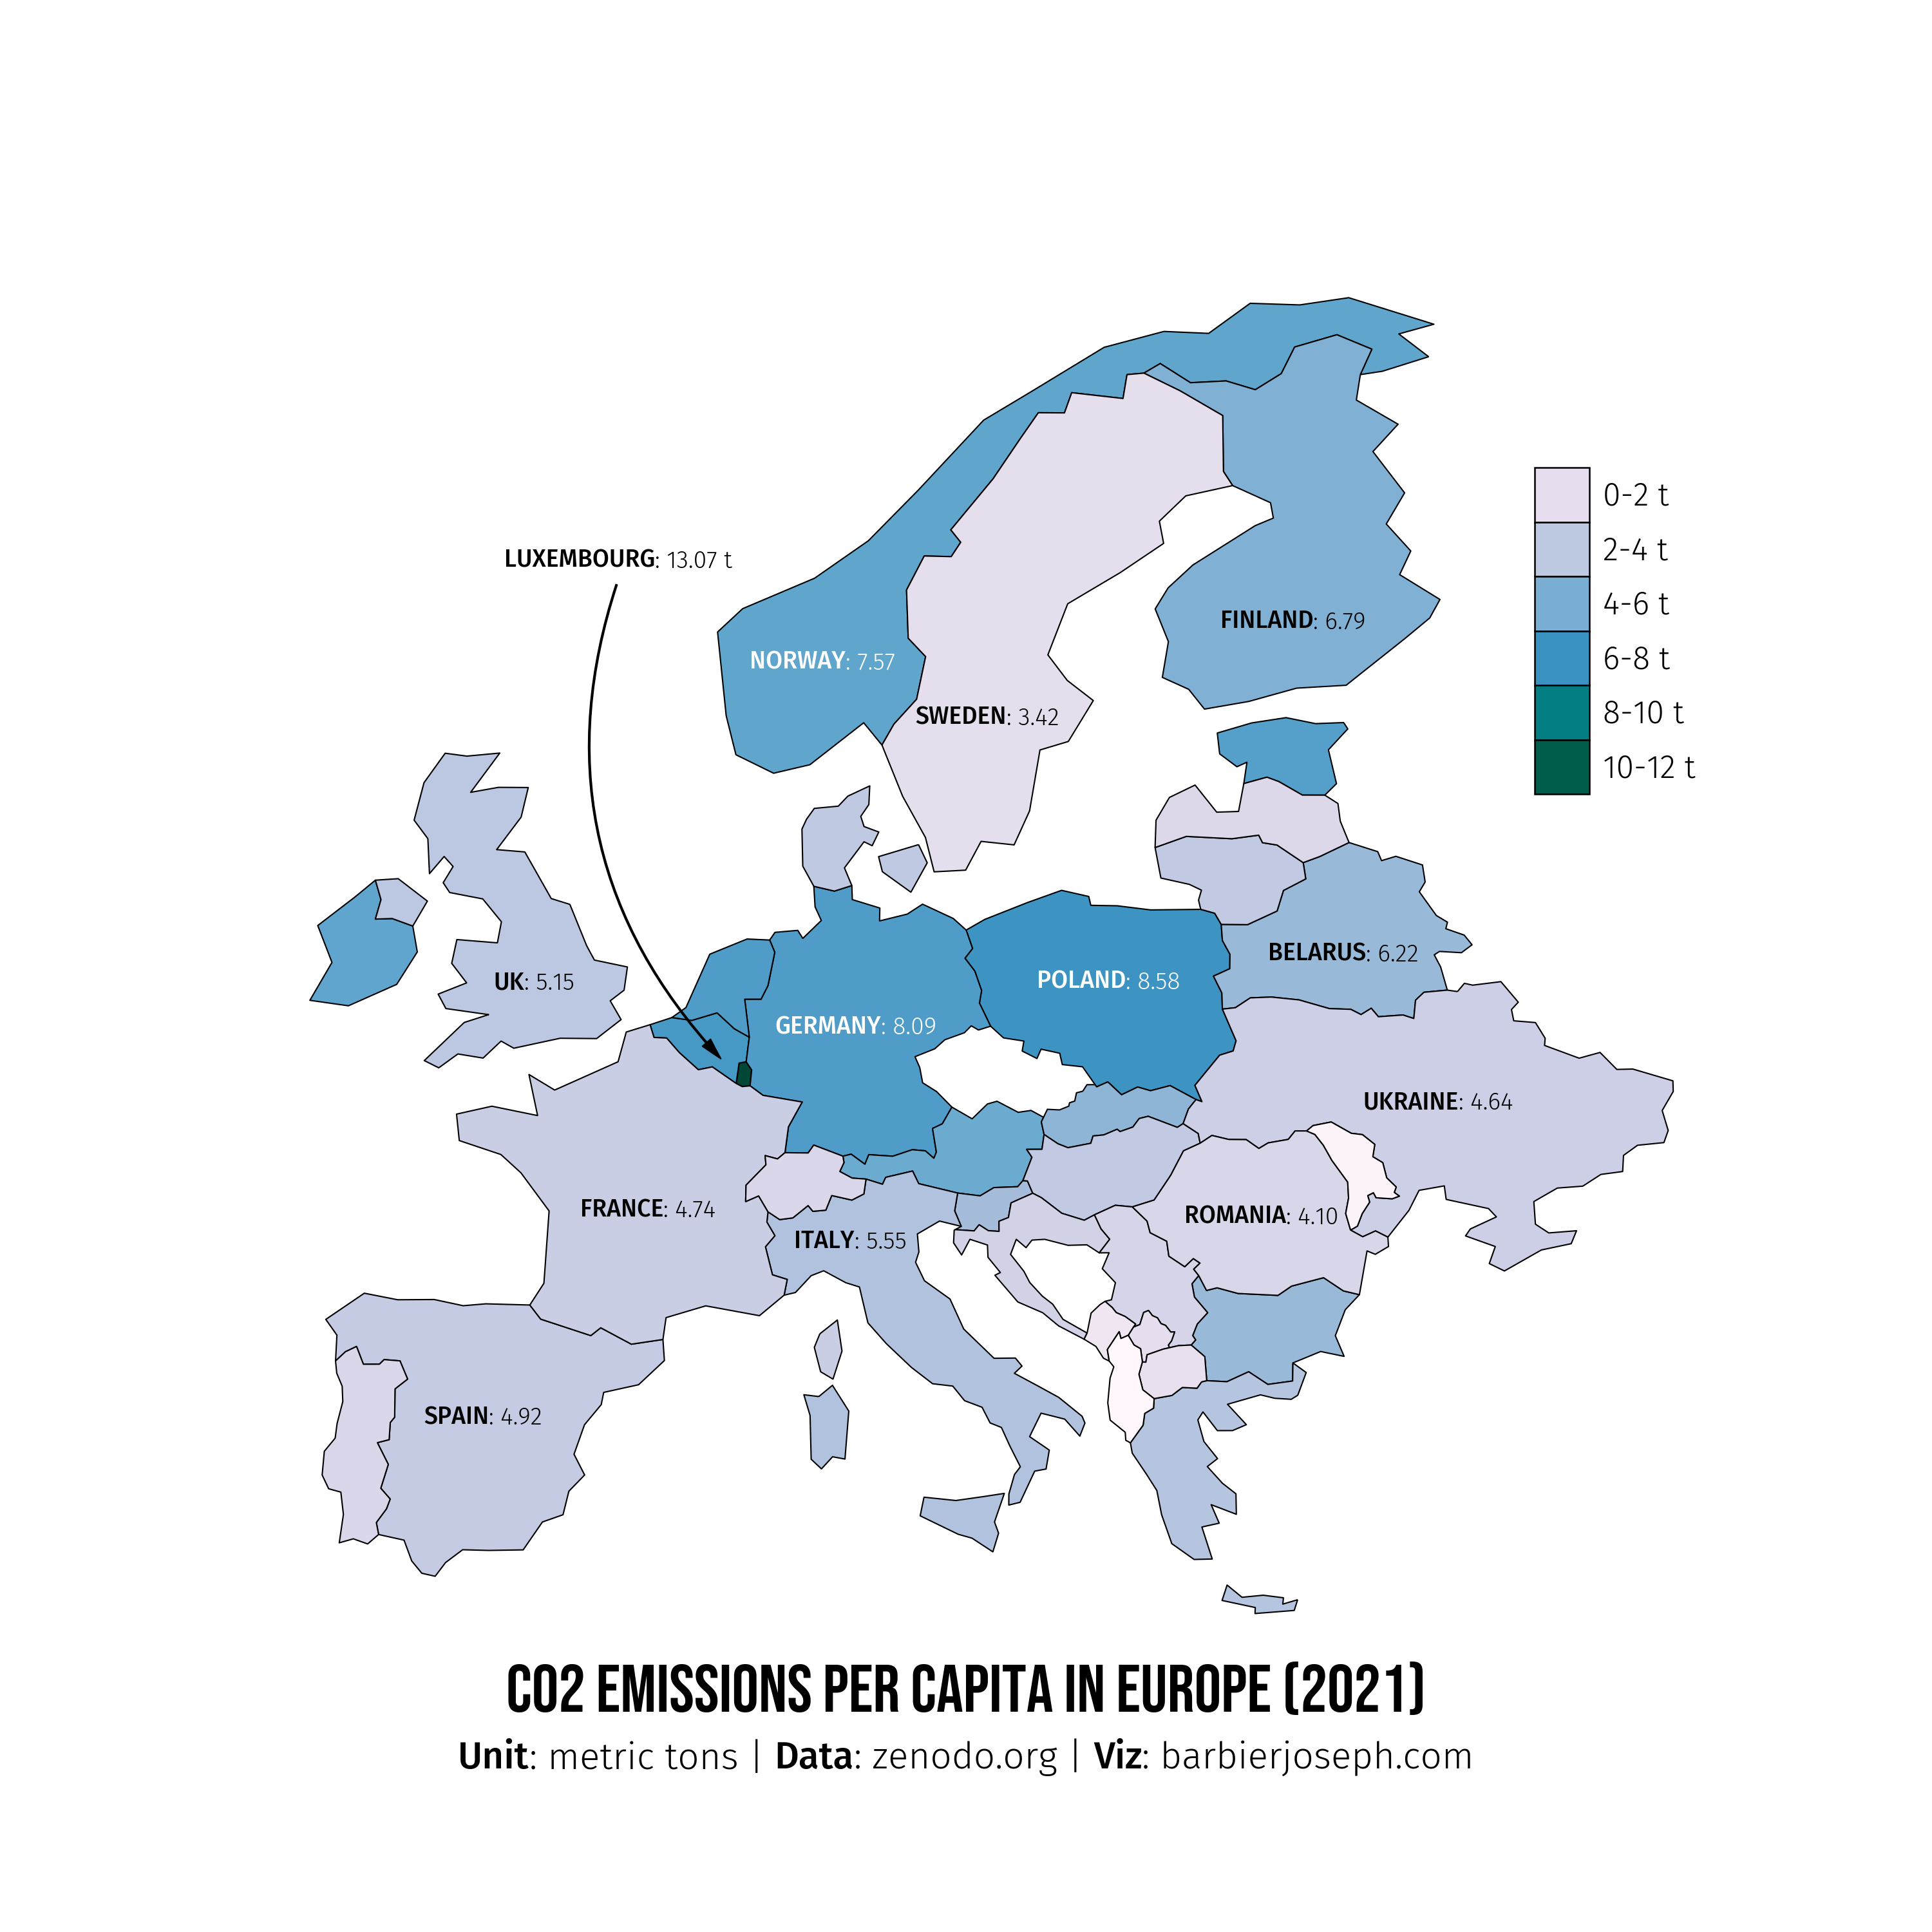 0-2 t
2-4 t
4-6 t
6-8 t
8-10 t
10-12 t
LUXEMBOURG: 13.07 t
FINLAND: 6.79
NORWAY: 7.57
SWEDEN: 3.42
BELARUS: 6.22
UK: 5.15
POLAND: 8.58
GERMANY: 8.09
UKRAINE: 4.64
FRANCE: 4.74
ROMANIA: 4.10
ITALY: 5.55
SPAIN: 4.92
CO2 EMISSIONS PER CAPITA IN EUROPE (2021)
Unit: metric tons | Data: zenodo.org | Viz: barbierjoseph.com